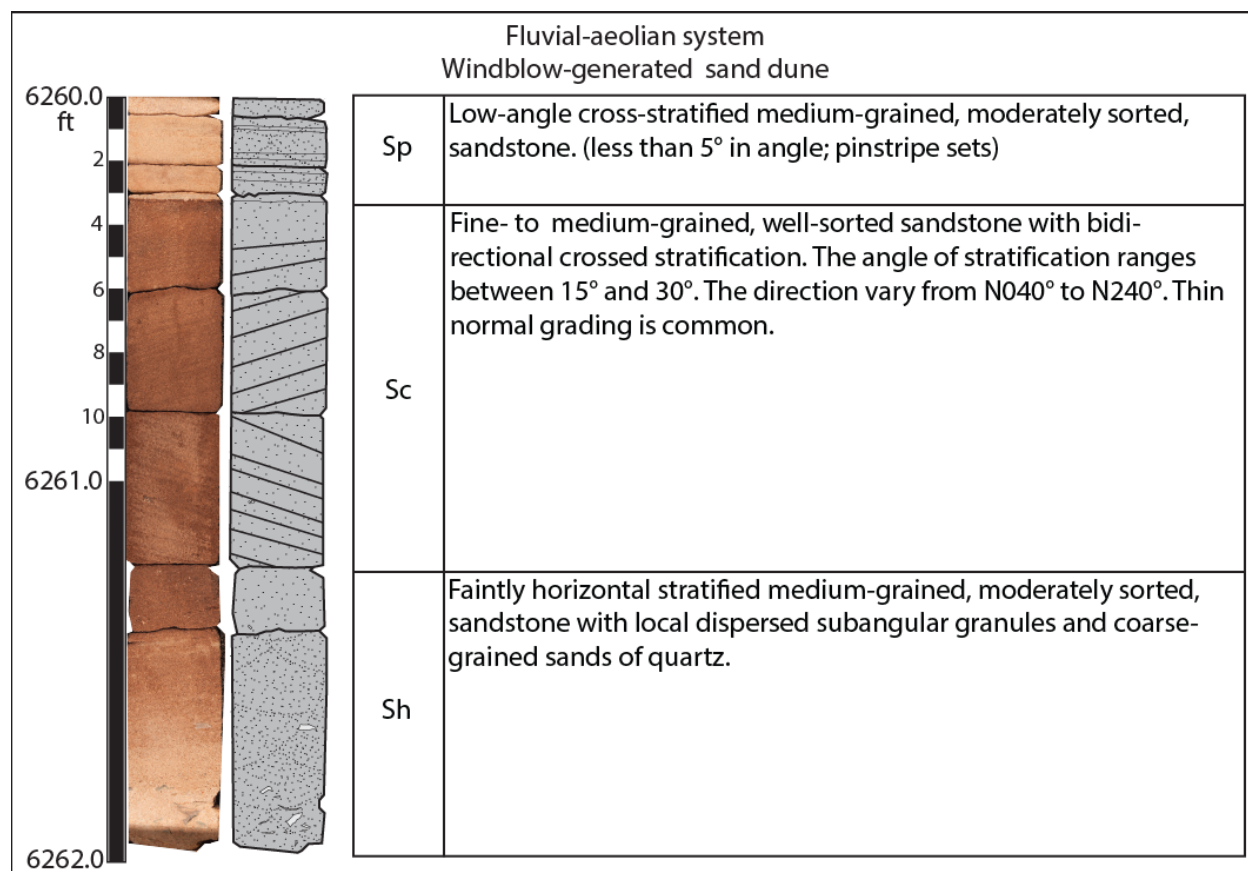 Fluvial-aeolian system
Windblow-generated sand dune
6260.0
ft
2
4
6
8
10
6261.0
6262.0
Sp
Low-angle cross-stratified medium-grained, moderately sorted,
sandstone. (less than 5° in angle; pinstripe sets)
Sc
Fine- to medium-grained, well-sorted sandstone with bidi-
rectional crossed stratification. The angle of stratification ranges
between 15° and 30°. The direction vary from N040° to N240°. Thin
normal grading is common.
Sh
Faintly horizontal stratified medium-grained, moderately sorted,
sandstone with local dispersed subangular granules and coarse-
grained sands of quartz.